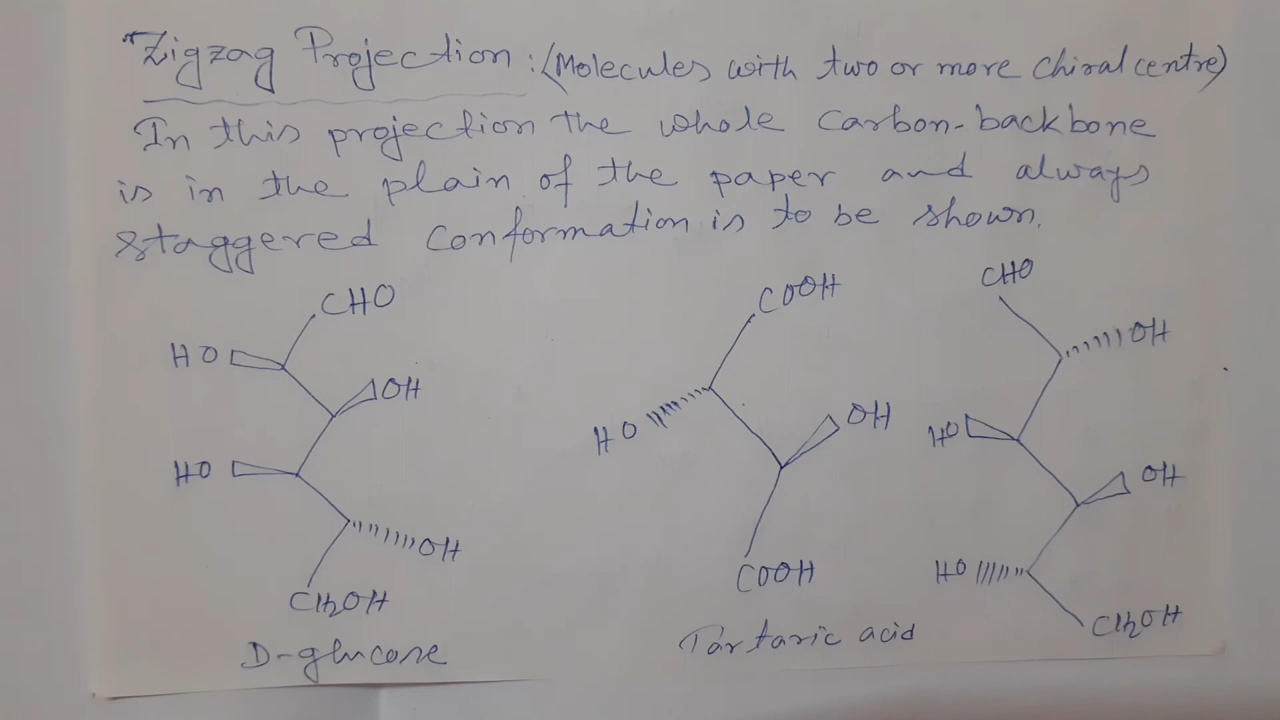 Zigzag Projection :(Molecules with two or more chiral centre)
In this projection the whole carbon-backbone
is in the plain of the paper and always
staggered conformation is to be shown.
CHO
HO
OH
HO
OH
CH₂OH
D-glucose
COOH
HO
OH
COOH
Tartaric acid
CHO
OH
HO
OH
HO
CH₂OH